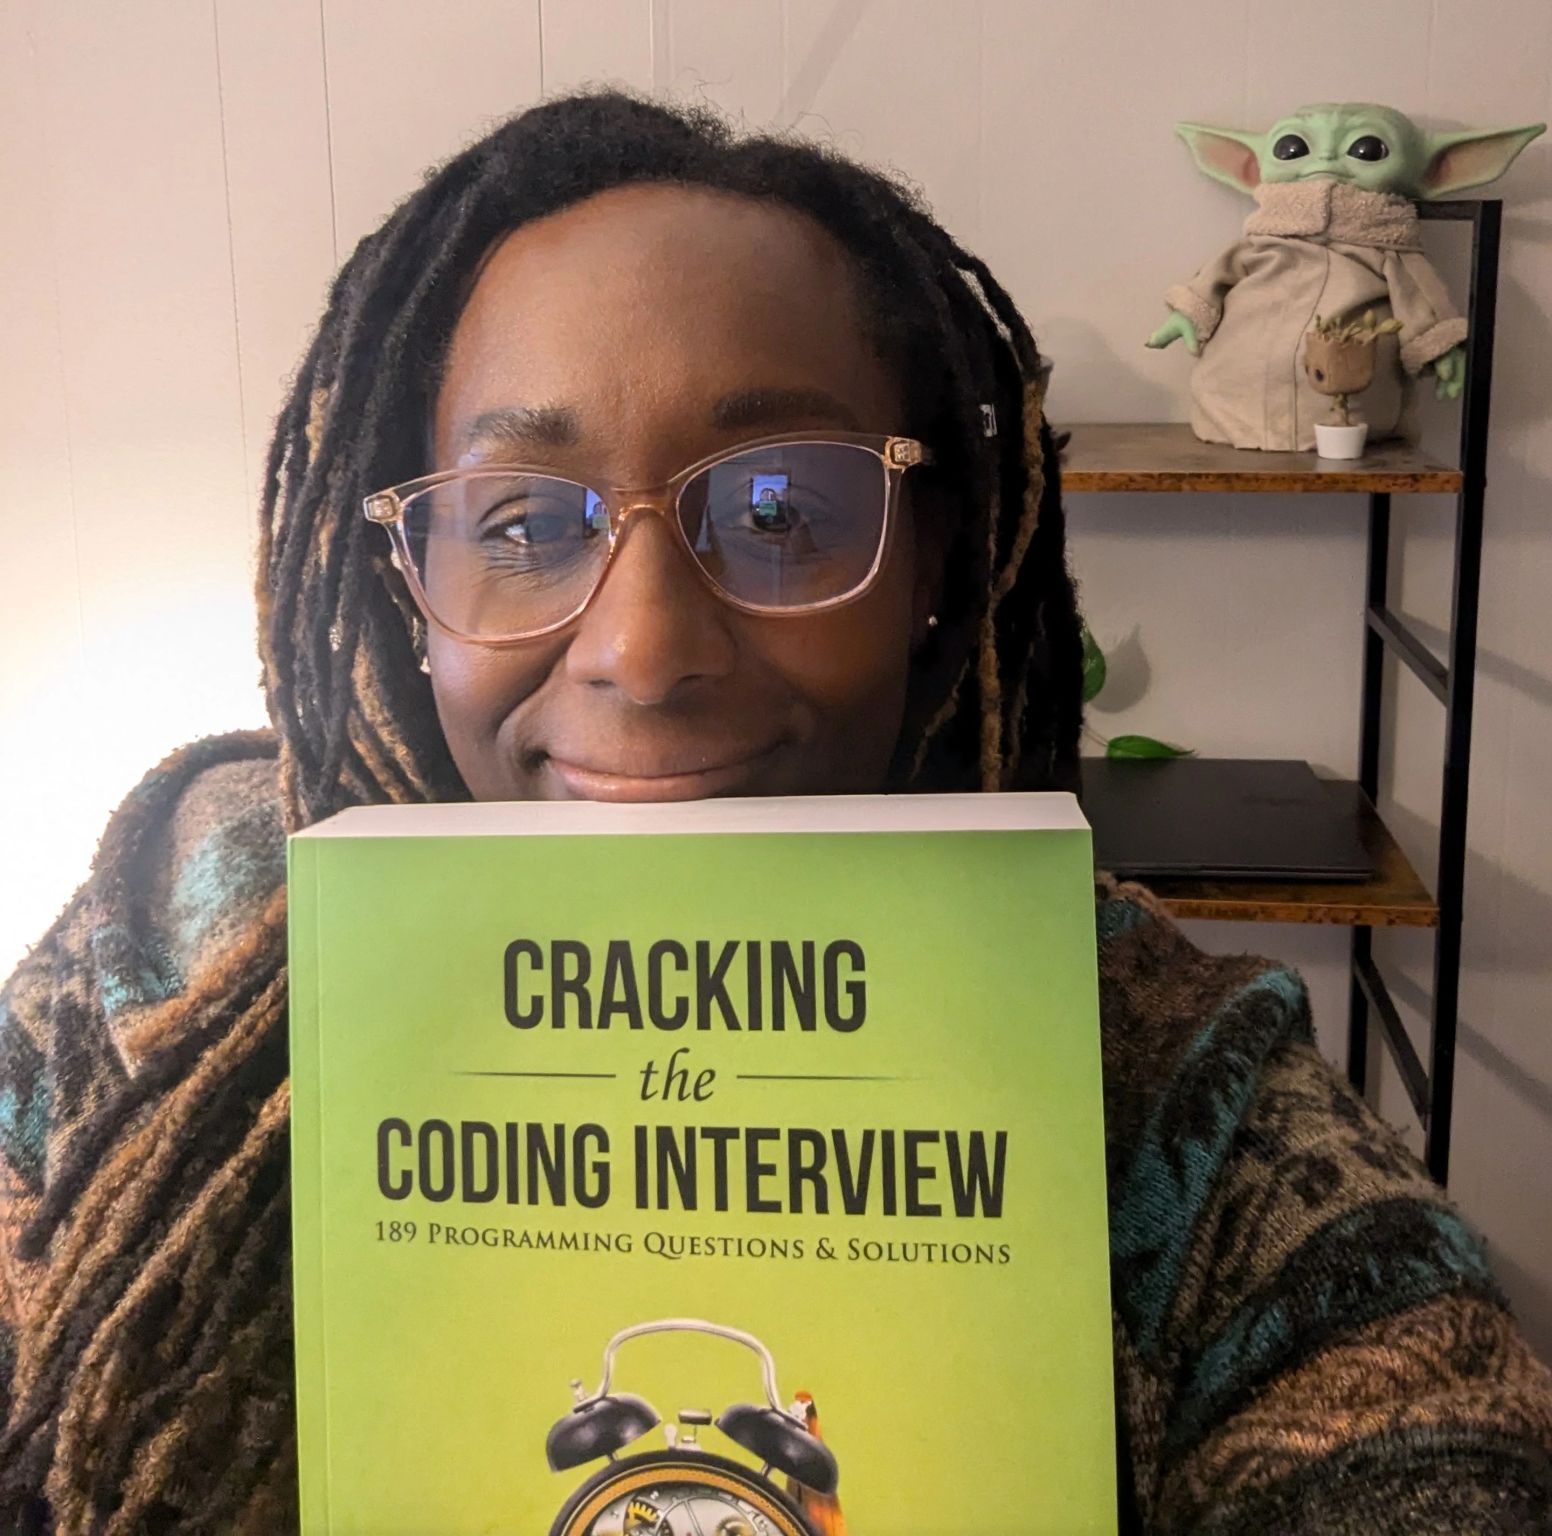 CRACKING
the
CODING INTERVIEW
189 PROGRAMMING QUESTIONS & SOLUTIONS